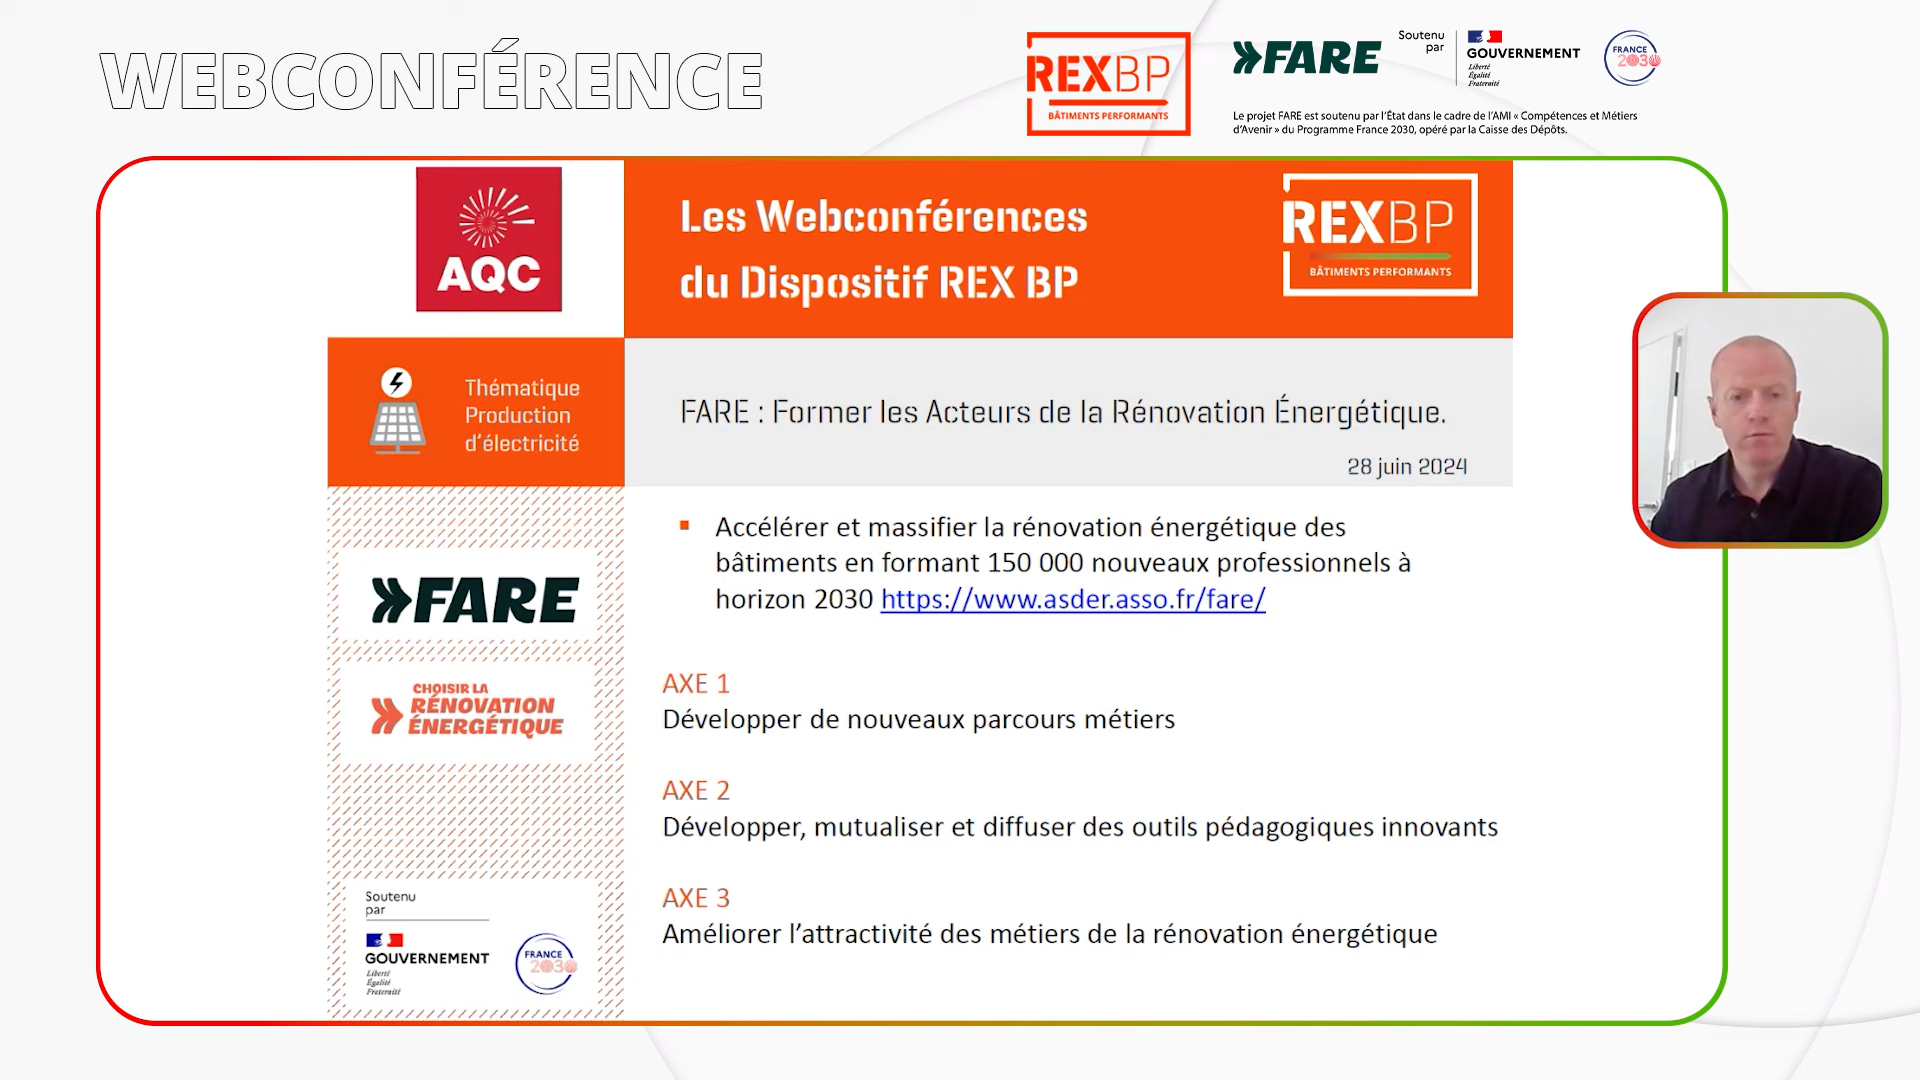 WEBCONFÉRENCE
REXBP
BÂTIMENTS PERFORMANTS
FARE
Soutenu
par
GOUVERNEMENT
Liberté
Égalité
Fraternité
FRANCE
2030
Le projet FARE est soutenu par l'État dans le cadre de l'AMI « Compétences et Métiers
d'Avenir » du Programme France 2030, opéré par la Caisse des Dépôts.
AQC
Les Webconférences
du Dispositif REX BP
REXBP
BÂTIMENTS PERFORMANTS
Thématique
Production
d'électricité
FARE : Former les Acteurs de la Rénovation Énergétique.
28 juin 2024
FARE
CHOISIR LA
RÉNOVATION
ÉNERGÉTIQUE
Soutenu
par
GOUVERNEMENT
Liberté
Égalité
Fraternité
FRANCE
2030
▪ Accélérer et massifier la rénovation énergétique des
bâtiments en formant 150 000 nouveaux professionnels à
horizon 2030 https://www.asder.asso.fr/fare/
AXE 1
Développer de nouveaux parcours métiers
AXE 2
Développer, mutualiser et diffuser des outils pédagogiques innovants
AXE 3
Améliorer l'attractivité des métiers de la rénovation énergétique